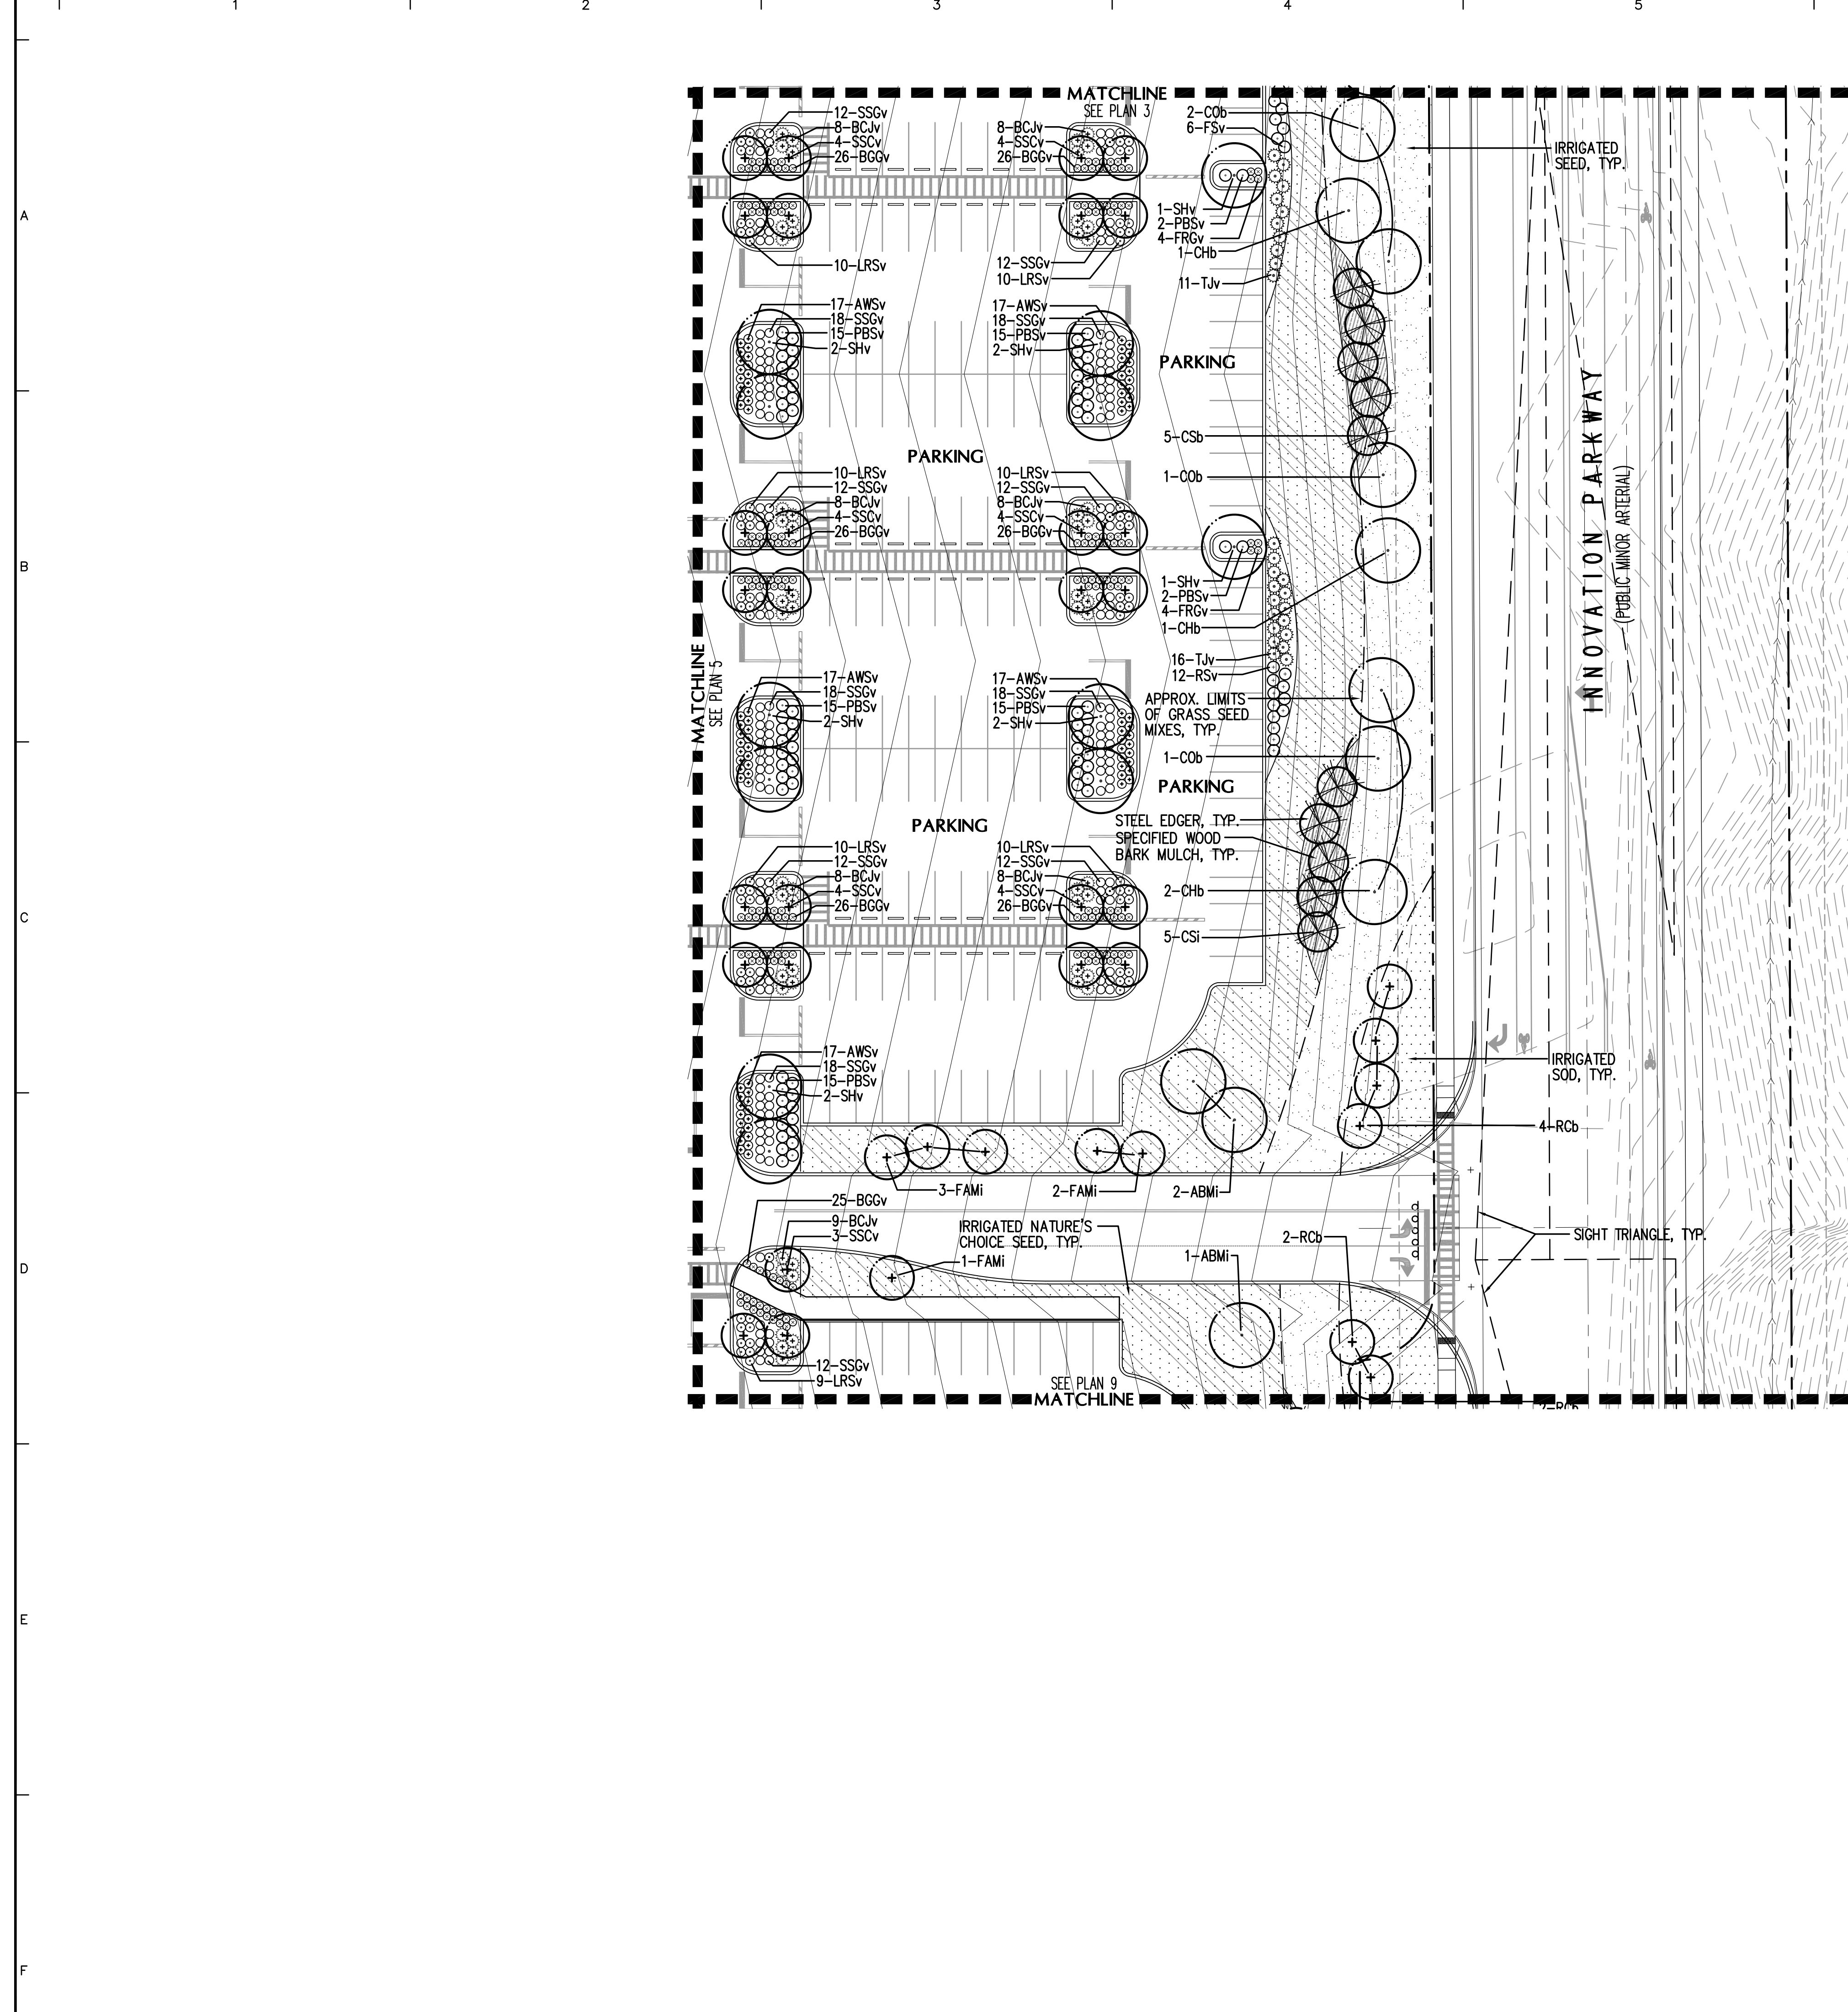 1
2
3
4
5
A
B
C
D
E
F
MATCHLINE
SEE PLAN 3
12-SSGv
8-BCJv
4-SSCv
26-BGGv
10-LRSv
8-BCJv
4-SSCv
26-BGGv
12-SSGv
10-LRSv
2-COb
6-FSv
1-SHv
2-PBSv
4-FRGv
1-CHb
11-TJv
IRRIGATED
SEED, TYP.
17-AWSv
18-SSGv
15-PBSv
2-SHv
17-AWSv
18-SSGv
15-PBSv
2-SHv
PARKING
5-CSb
1-COb
PARKING
10-LRSv
12-SSGv
8-BCJv
4-SSCv
26-BGGv
10-LRSv
12-SSGv
8-BCJv
4-SSCv
26-BGGv
1-SHv
2-PBSv
4-FRGv
1-CHb
16-TJv
12-RSv
INNOVATION PARKWAY
(PUBLIC MINOR ARTERIAL)
MATCHLINE
SEE PLAN 5
17-AWSv
18-SSGv
15-PBSv
2-SHv
17-AWSv
18-SSGv
15-PBSv
2-SHv
APPROX. LIMITS
OF GRASS SEED
MIXES, TYP.
1-COb
PARKING
PARKING
STEEL EDGER, TYP.
SPECIFIED WOOD
BARK MULCH, TYP.
10-LRSv
12-SSGv
8-BCJv
4-SSCv
26-BGGv
10-LRSv
12-SSGv
8-BCJv
4-SSCv
26-BGGv
2-CHb
5-CSi
17-AWSv
18-SSGv
15-PBSv
2-SHv
IRRIGATED
SOD, TYP.
4-RCb
3-FAMi
2-FAMi
2-ABMi
25-BGGv
9-BCJv
3-SSCv
IRRIGATED NATURE'S
CHOICE SEED, TYP.
1-FAMi
1-ABMi
2-RCb
SIGHT TRIANGLE, TYP.
12-SSGv
9-LRSv
SEE PLAN 9
MATCHLINE
2-RCb